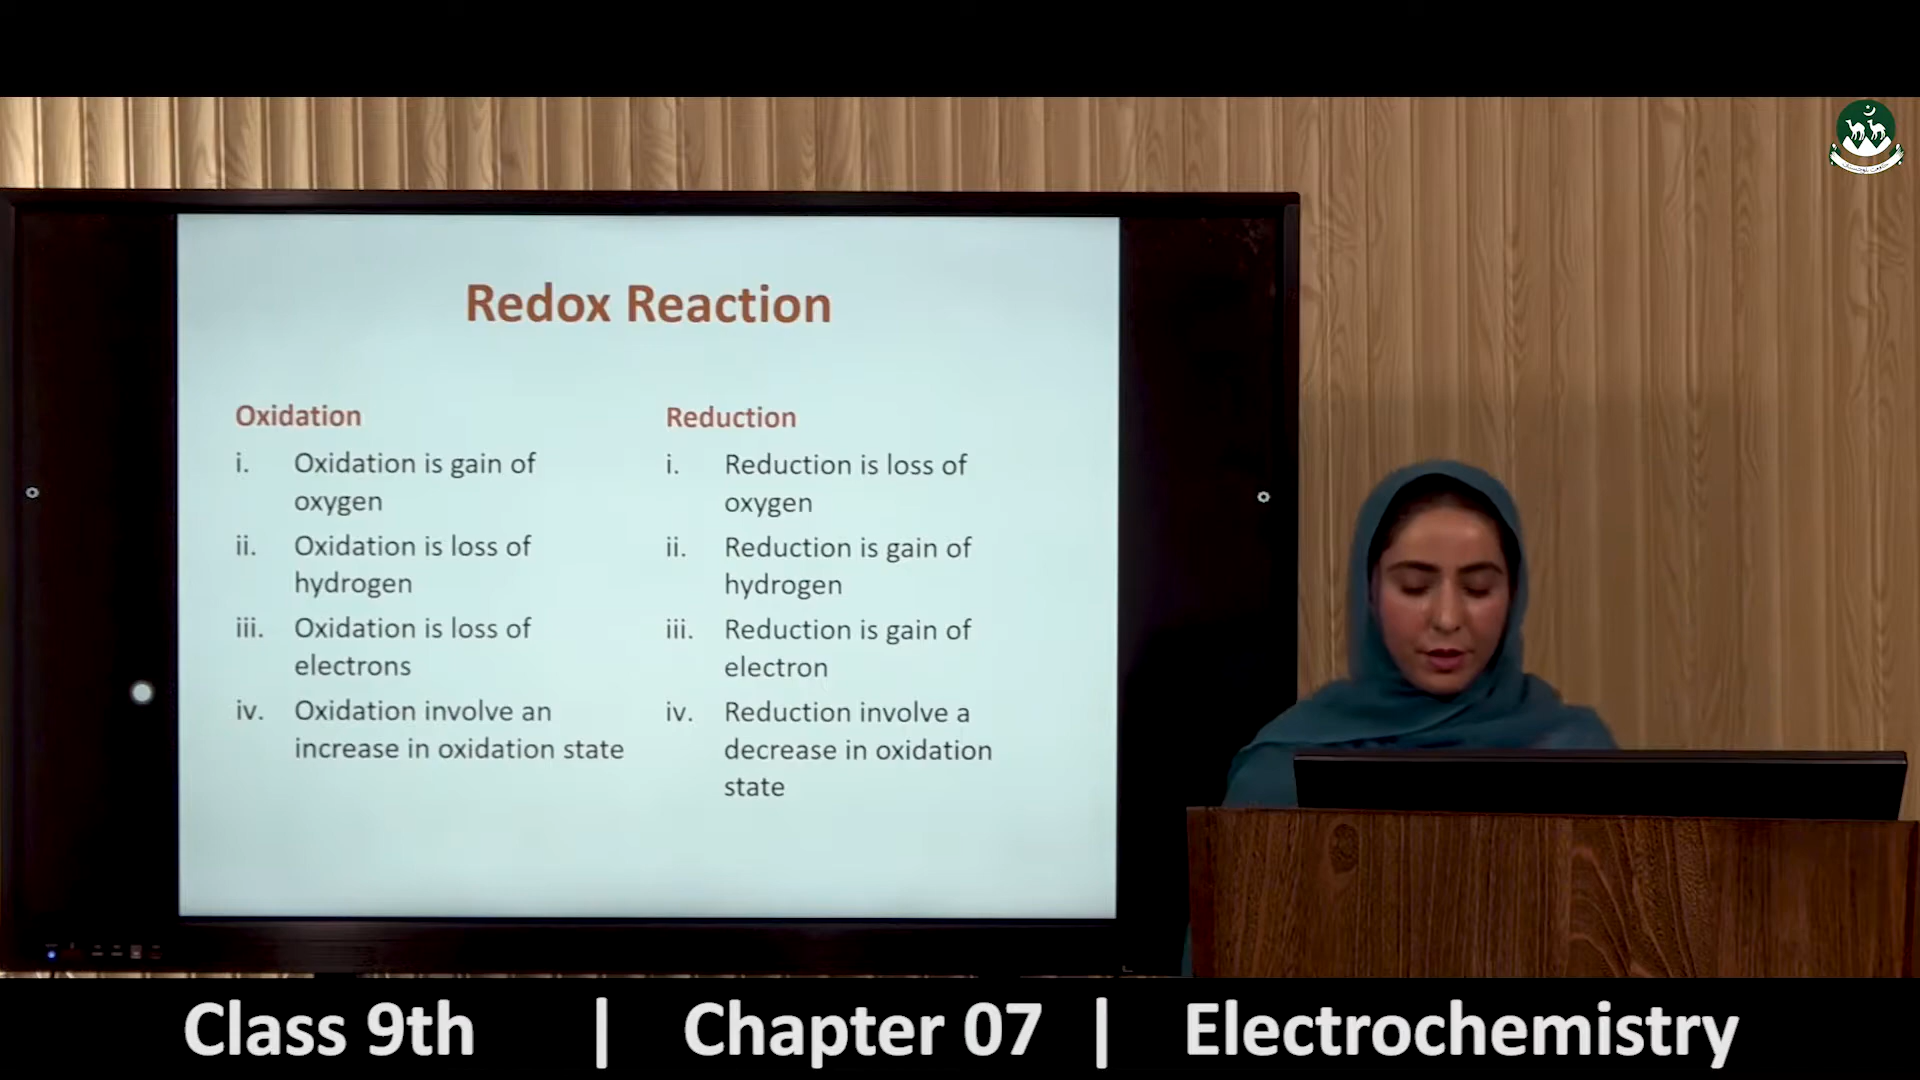 Redox Reaction
Oxidation
i. Oxidation is gain of
oxygen
ii. Oxidation is loss of
hydrogen
iii. Oxidation is loss of
electrons
iv. Oxidation involve an
increase in oxidation state
Reduction
i. Reduction is loss of
oxygen
ii. Reduction is gain of
hydrogen
iii. Reduction is gain of
electron
iv. Reduction involve a
decrease in oxidation
state
Class 9th | Chapter 07 | Electrochemistry